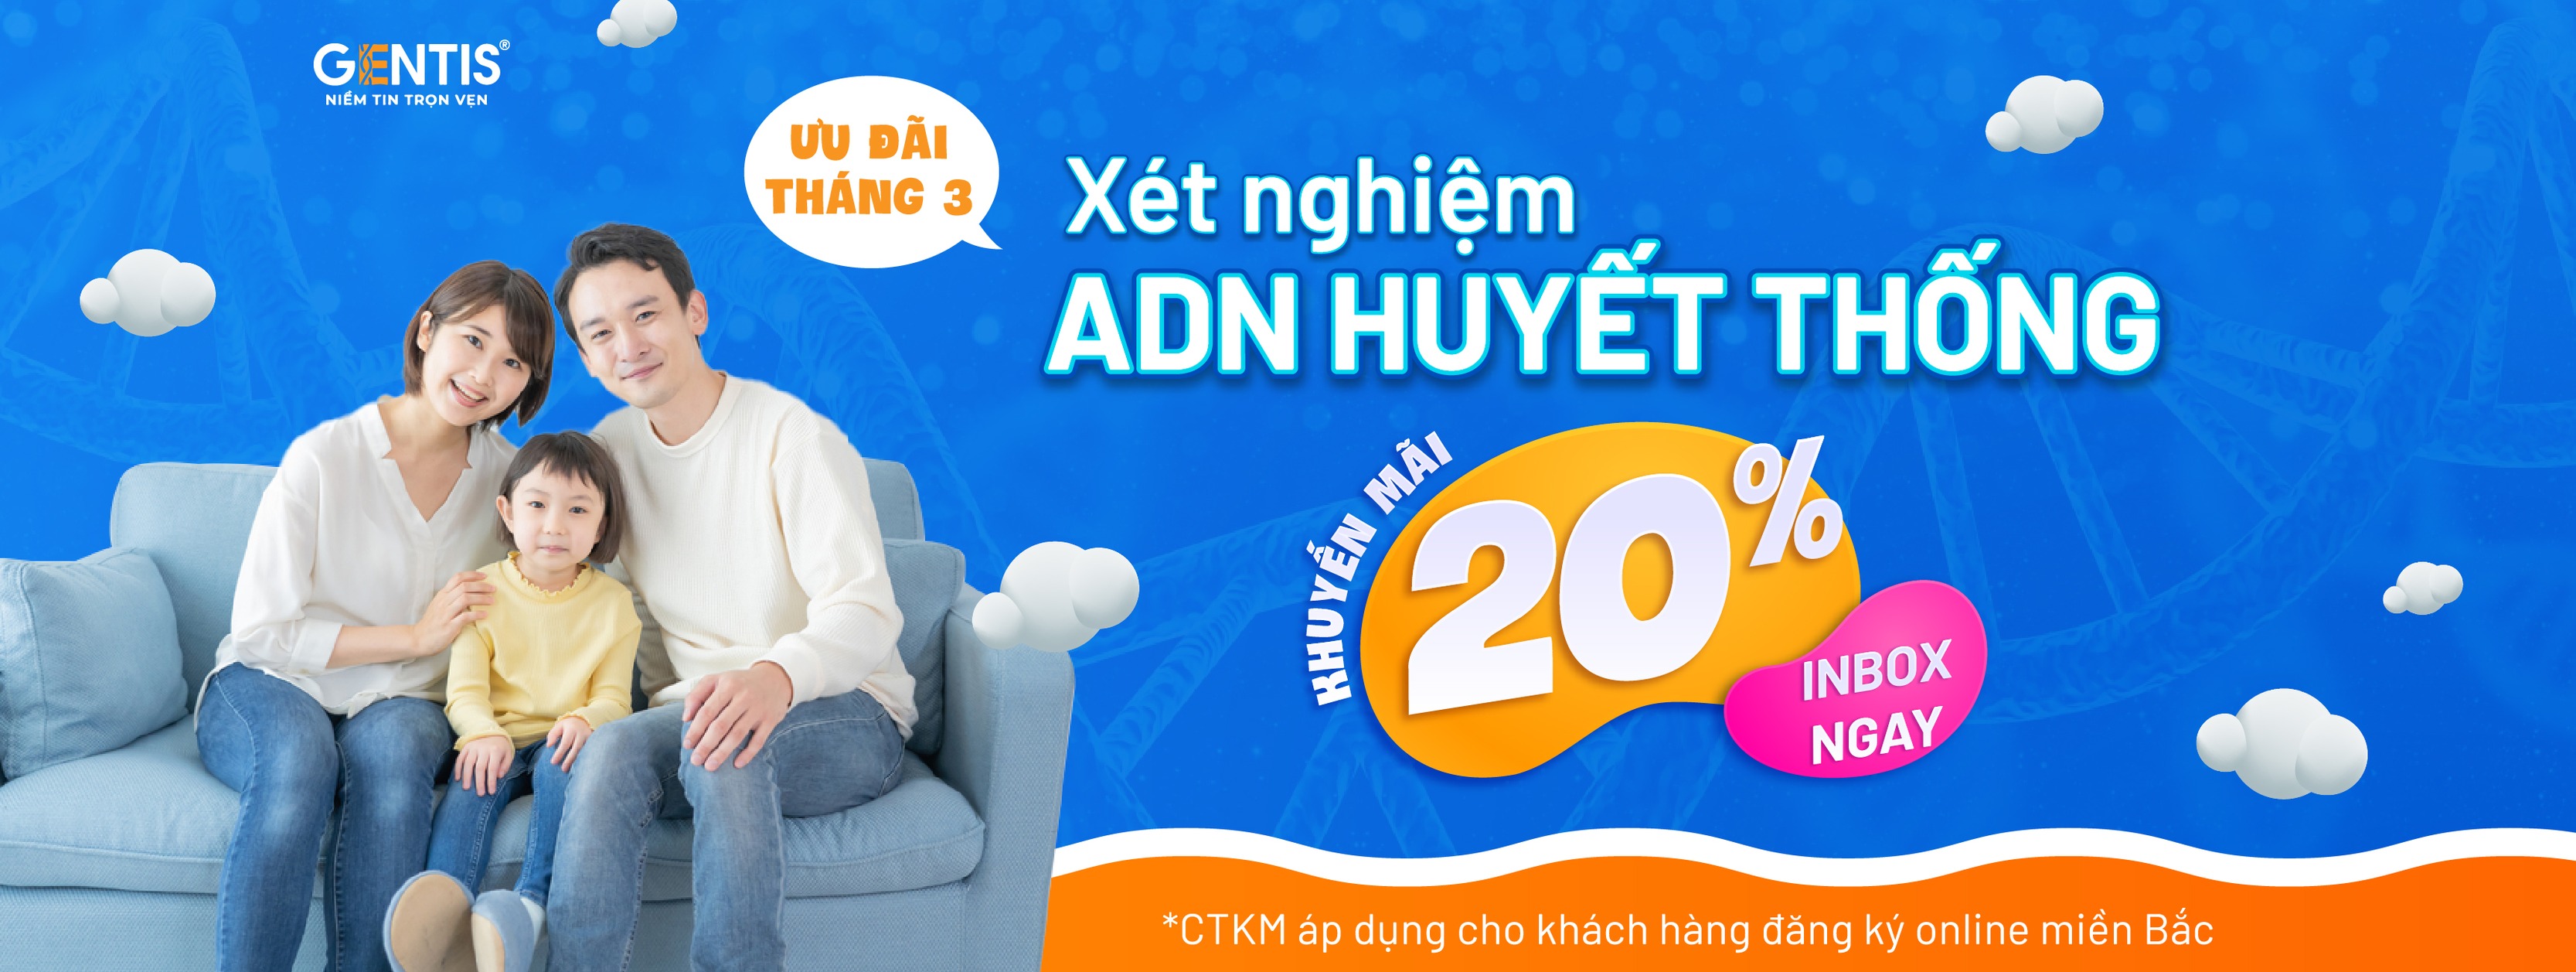 GENTIS®
NIỀM TIN TRỌN VẸN
ƯU ĐÃI
THÁNG 3
Xét nghiệm
ADN HUYẾT THỐNG
KHUYẾN MÃI
20%
INBOX
NGAY
*CTKM áp dụng cho khách hàng đăng ký online miền Bắc